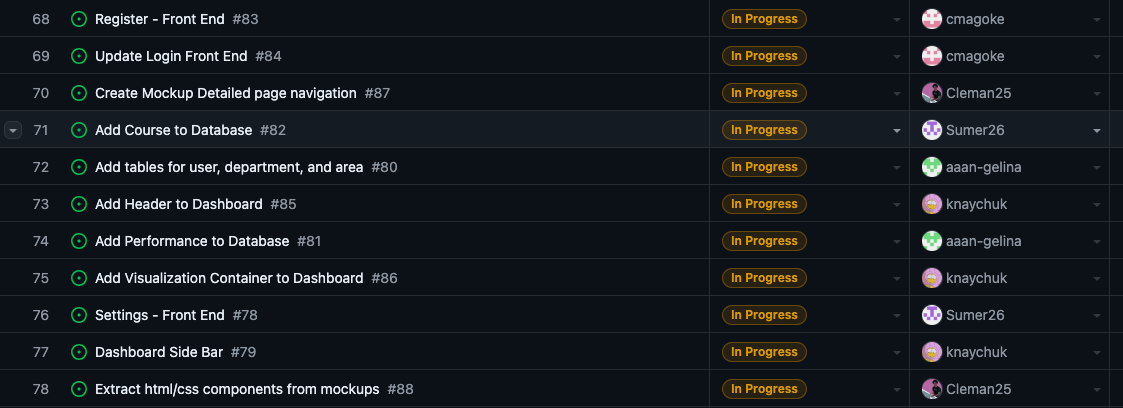 68 Register - Front End #83 In Progress cmagoke
69 Update Login Front End #84 In Progress cmagoke
70 Create Mockup Detailed page navigation #87 In Progress Cleman25
71 Add Course to Database #82 In Progress Sumer26
72 Add tables for user, department, and area #80 In Progress aaan-gelina
73 Add Header to Dashboard #85 In Progress knaychuk
74 Add Performance to Database #81 In Progress aaan-gelina
75 Add Visualization Container to Dashboard #86 In Progress knaychuk
76 Settings - Front End #78 In Progress Sumer26
77 Dashboard Side Bar #79 In Progress knaychuk
78 Extract html/css components from mockups #88 In Progress Cleman25